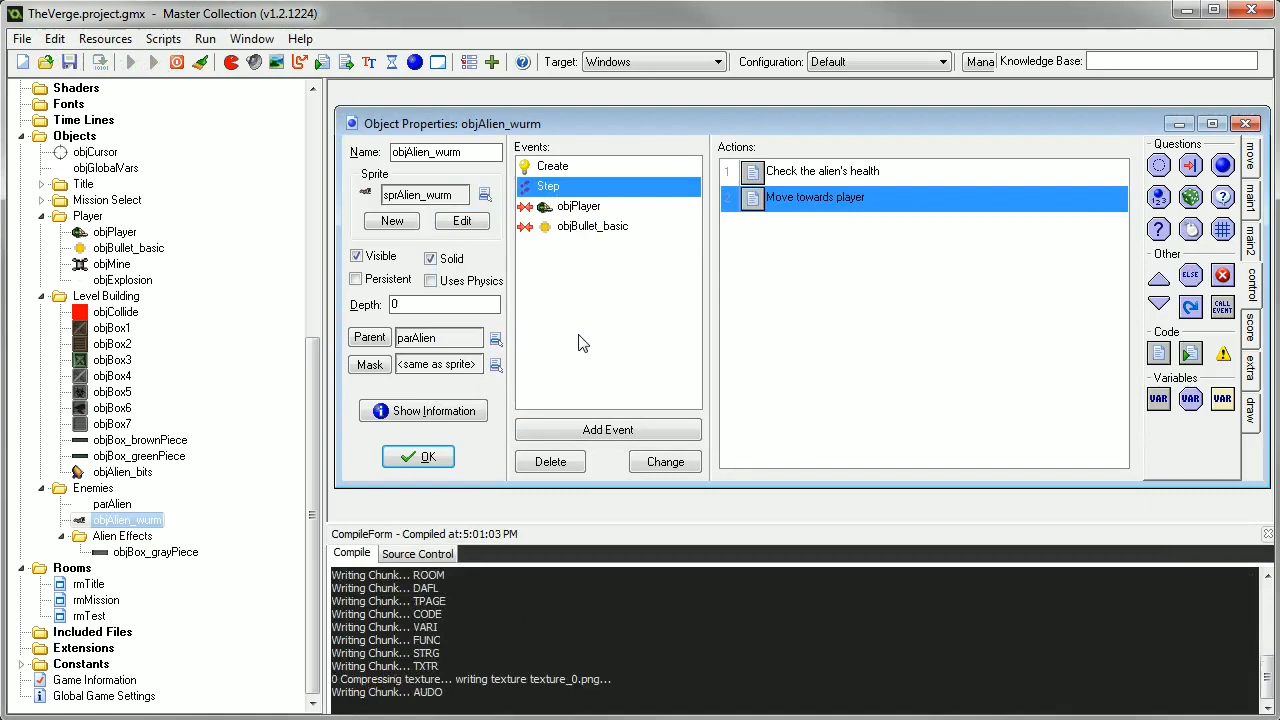 TheVerge.project.gmx - Master Collection (v1.2.1224)
File Edit Resources Scripts Run Window Help
Target: Windows Configuration: Default Mana Knowledge Base:
Shaders
Fonts
Time Lines
Objects
objCursor
objGlobalVars
Title
Mission Select
Player
objPlayer
objBullet_basic
objMine
objExplosion
Level Building
objCollide
objBox1
objBox2
objBox3
objBox4
objBox5
objBox6
objBox7
objBox_brownPiece
objBox_greenPiece
objAlien_bits
Enemies
parAlien
objAlien_wurm
Alien Effects
objBox_grayPiece
Rooms
rmTitle
rmMission
rmTest
Included Files
Extensions
Constants
Game Information
Global Game Settings
Object Properties: objAlien_wurm
Name: objAlien_wurm
Sprite
sprAlien_wurm
New Edit
Visible Solid
Persistent Uses Physics
Depth: 0
Parent parAlien
Mask <same as sprite>
Show Information
OK
Events:
Create
Step
objPlayer
objBullet_basic
Add Event
Delete Change
Actions:
1 Check the alien's health
2 Move towards player
Questions
Other
ELSE
CALL EVENT
Code
Variables
VAR VAR VAR
move
main1
main2
control
score
extra
draw
CompileForm - Compiled at:5:01:03 PM
Compile Source Control
Writing Chunk... ROOM
Writing Chunk... DAFL
Writing Chunk... TPAGE
Writing Chunk... CODE
Writing Chunk... VARI
Writing Chunk... FUNC
Writing Chunk... STRG
Writing Chunk... TXTR
0 Compressing texture... writing texture texture_0.png...
Writing Chunk... AUDO